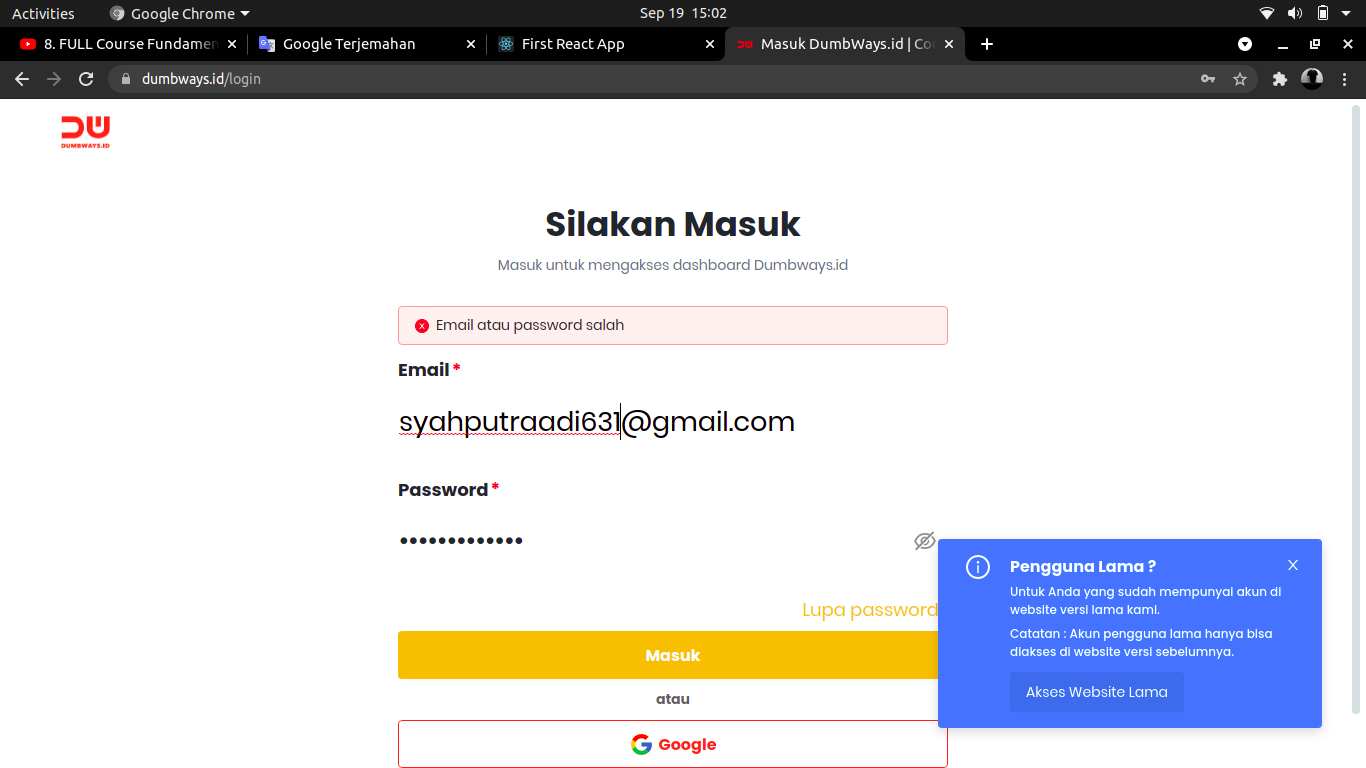 Activities
Google Chrome
Sep 19 15:02
8. FULL Course Fundamen
Google Terjemahan
First React App
Masuk DumbWays.id | Co
dumbways.id/login
DUMBWAYS.ID
Silakan Masuk
Masuk untuk mengakses dashboard Dumbways.id
Email atau password salah
Email *
syahputraadi631@gmail.com
Password *
Lupa password
Masuk
atau
Google
Pengguna Lama ?
Untuk Anda yang sudah mempunyai akun di
website versi lama kami.
Catatan : Akun pengguna lama hanya bisa
diakses di website versi sebelumnya.
Akses Website Lama